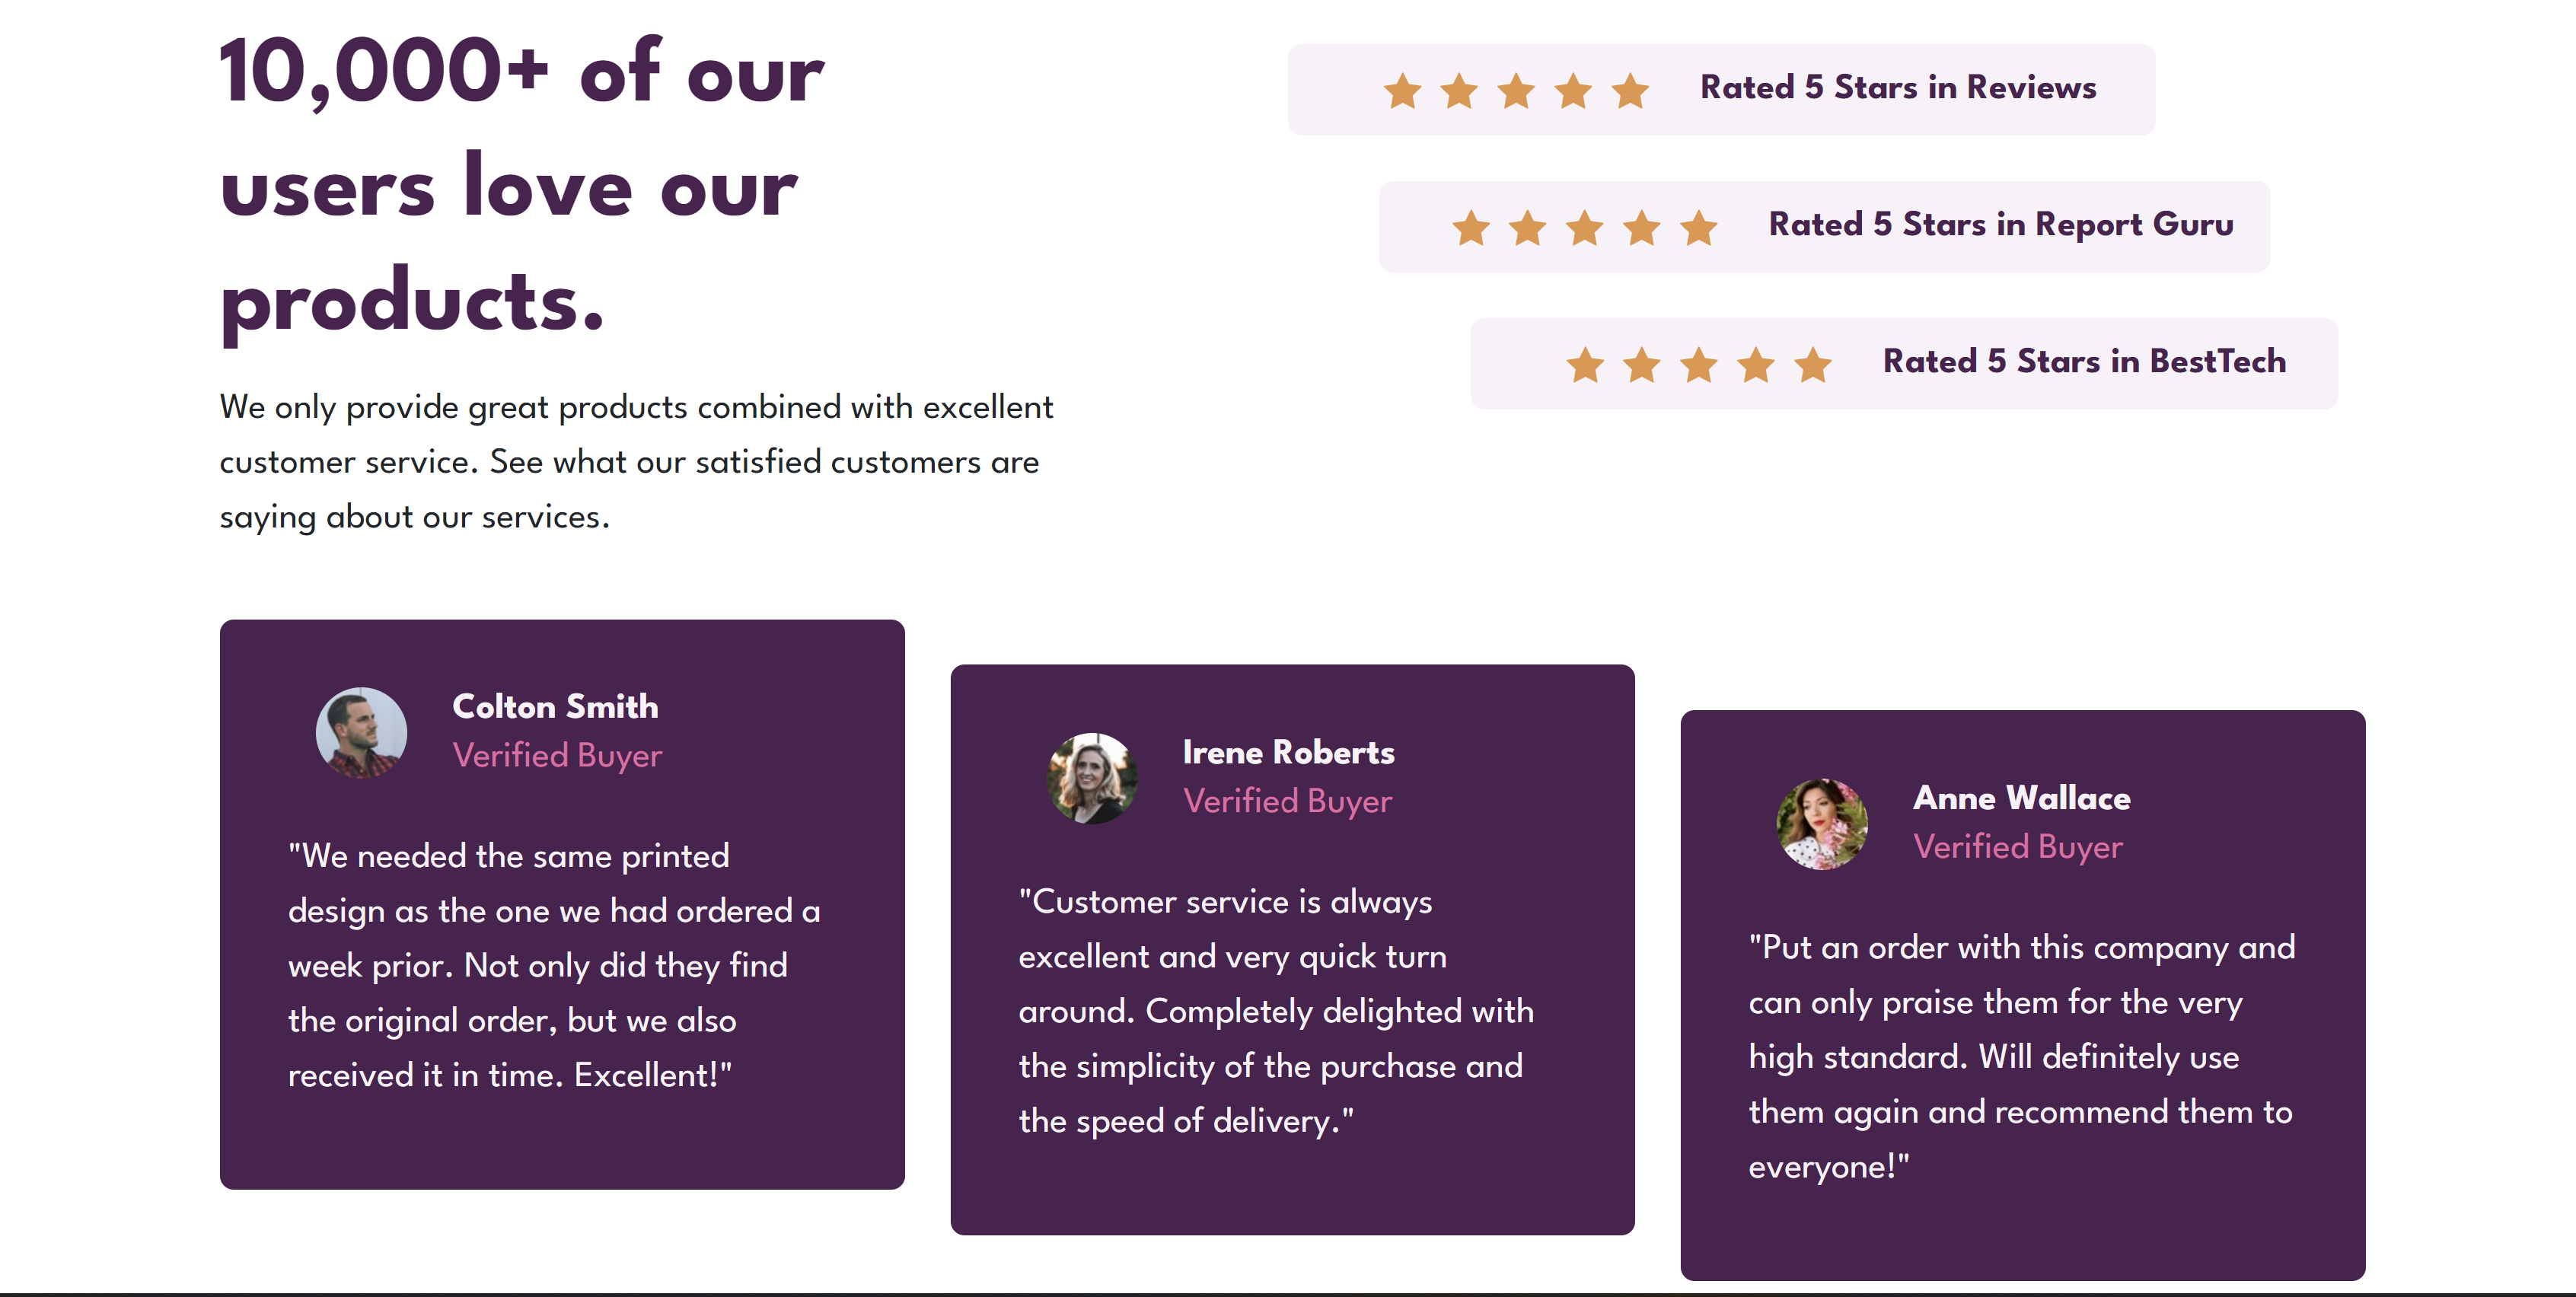 10,000+ of our
users love our
products.
We only provide great products combined with excellent
customer service. See what our satisfied customers are
saying about our services.
Rated 5 Stars in Reviews
Rated 5 Stars in Report Guru
Rated 5 Stars in BestTech
Colton Smith
Verified Buyer
"We needed the same printed
design as the one we had ordered a
week prior. Not only did they find
the original order, but we also
received it in time. Excellent!"
Irene Roberts
Verified Buyer
"Customer service is always
excellent and very quick turn
around. Completely delighted with
the simplicity of the purchase and
the speed of delivery."
Anne Wallace
Verified Buyer
"Put an order with this company and
can only praise them for the very
high standard. Will definitely use
them again and recommend them to
everyone!"